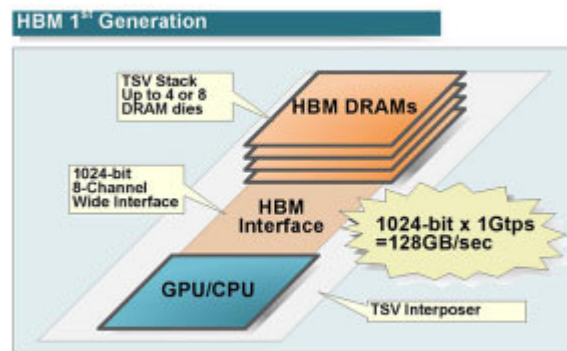 HBM 1st Generation
TSV Stack
Up to 4 or 8
DRAM dies
HBM DRAMs
1024-bit
8-Channel
Wide Interface
HBM
Interface
1024-bit x 1Gtps
=128GB/sec
GPU/CPU
TSV Interposer